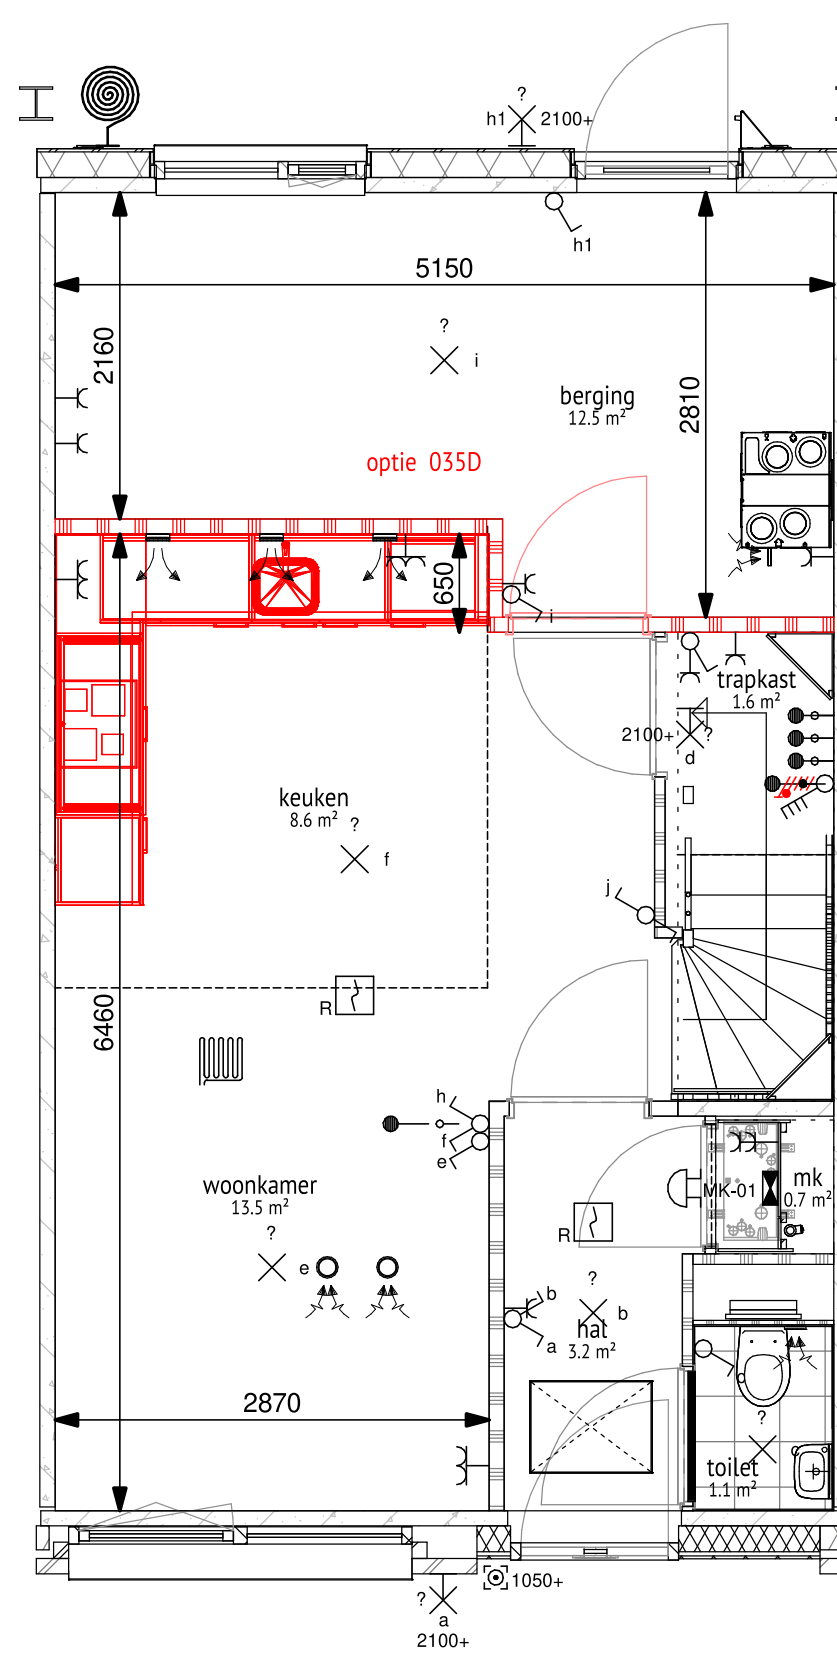 ?
h1
2100+
h1
5150
2160
?
i
berging
12.5 m²
2810
optie 035D
650
i
trapkast
1.6 m²
2100+
?
d
keuken
8.6 m²
?
f
j
6460
R
h
f
e
MK-01
mk
0.7 m²
woonkamer
13.5 m²
?
e
R
?
b
b
a
hal
3.2 m²
2870
?
toilet
1.1 m²
1050+
?
a
2100+